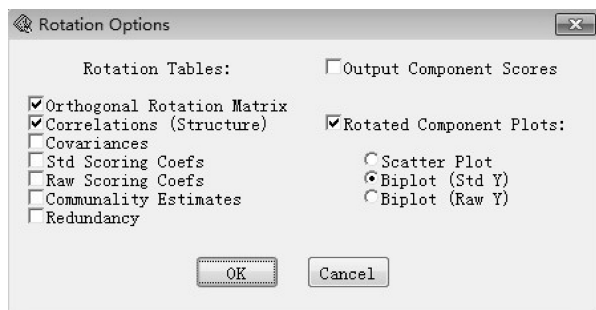 Rotation Options
Rotation Tables:
Output Component Scores
Orthogonal Rotation Matrix
Correlations (Structure)
Covariances
Std Scoring Coefs
Raw Scoring Coefs
Communality Estimates
Redundancy
Rotated Component Plots:
Scatter Plot
Biplot (Std Y)
Biplot (Raw Y)
OK
Cancel